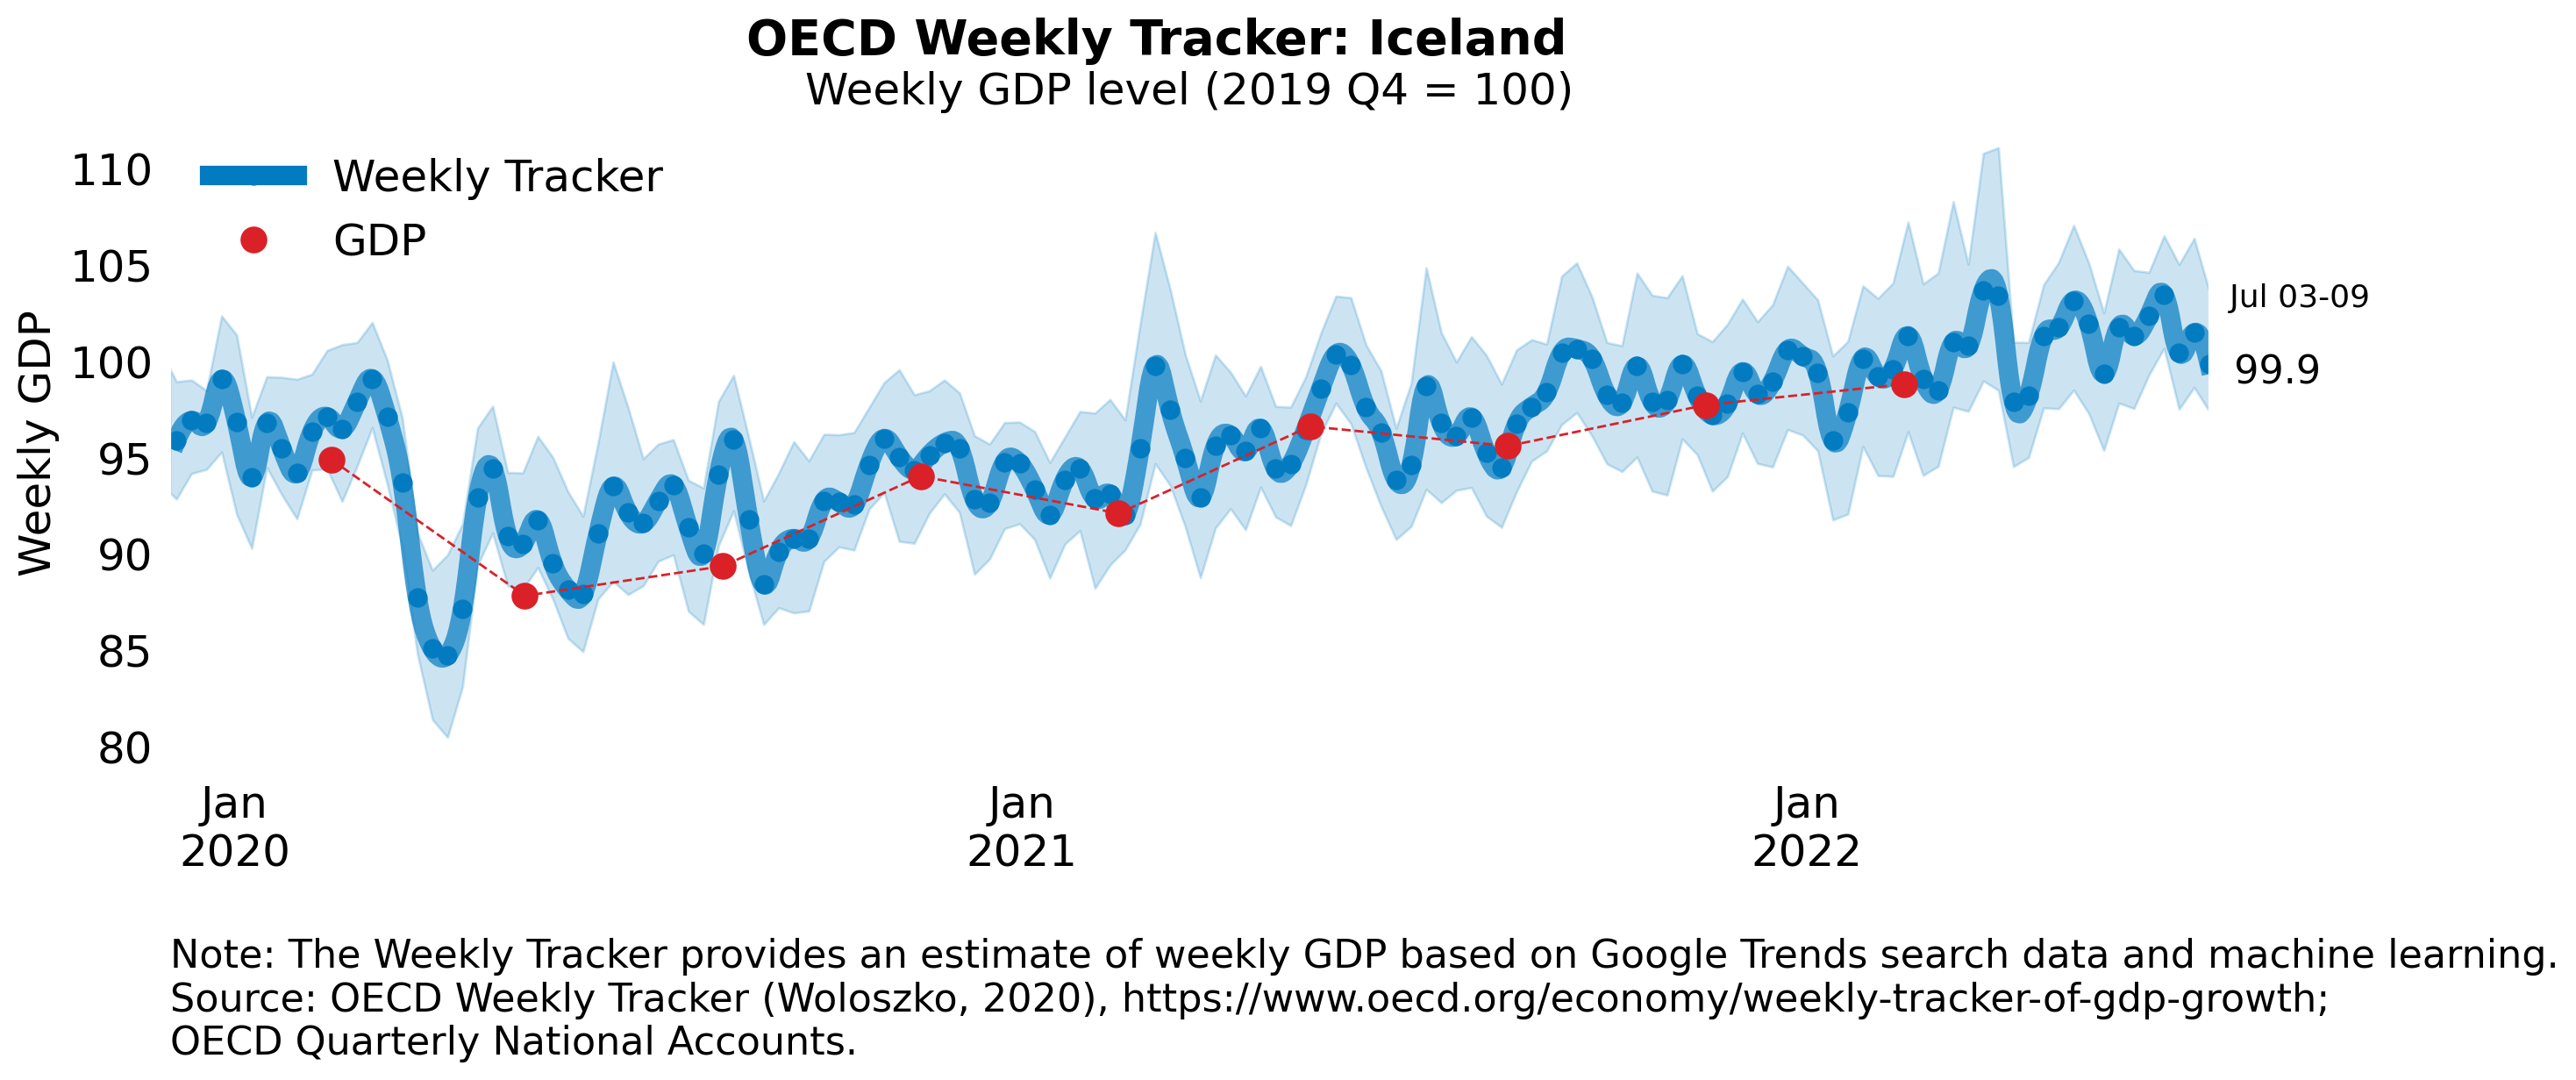 OECD Weekly Tracker: Iceland
Weekly GDP level (2019 Q4 = 100)
Weekly GDP
110
105
100
95
90
85
80
Weekly Tracker
GDP
Jul 03-09
99.9
Jan
2020
Jan
2021
Jan
2022
Note: The Weekly Tracker provides an estimate of weekly GDP based on Google Trends search data and machine learning.
Source: OECD Weekly Tracker (Woloszko, 2020), https://www.oecd.org/economy/weekly-tracker-of-gdp-growth;
OECD Quarterly National Accounts.